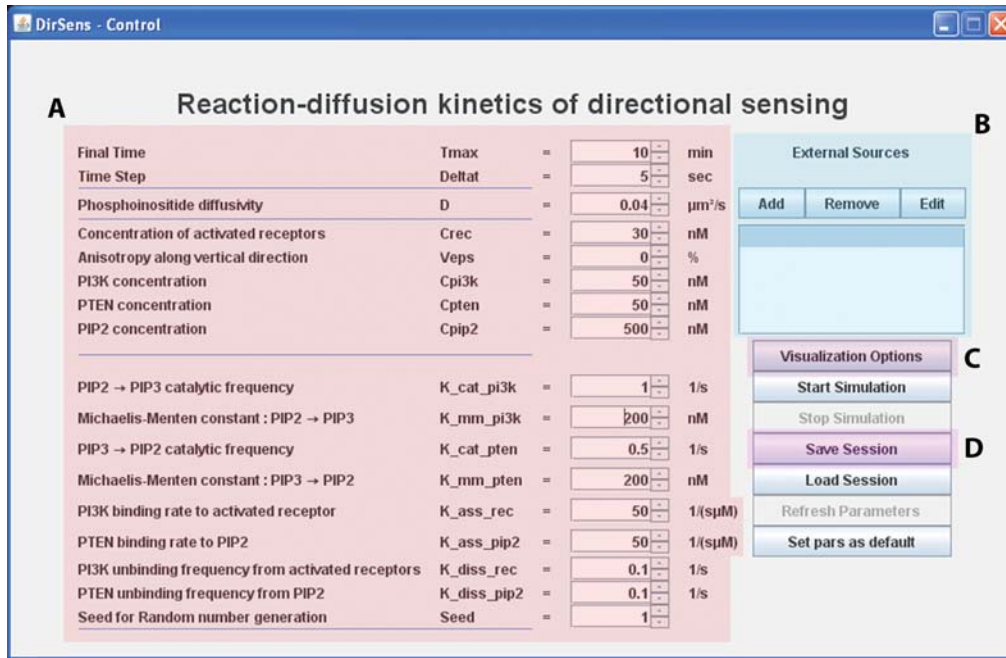 DirSens - Control
A
Reaction-diffusion kinetics of directional sensing
B
Final Time Tmax = 10 min
Time Step Deltat = 5 sec
Phosphoinositide diffusivity D = 0.04 µm²/s
Concentration of activated receptors Crec = 30 nM
Anisotropy along vertical direction Veps = 0 %
PI3K concentration Cpi3k = 50 nM
PTEN concentration Cpten = 50 nM
PIP2 concentration Cpip2 = 500 nM
PIP2 → PIP3 catalytic frequency K_cat_pi3k = 1 1/s
Michaelis-Menten constant : PIP2 → PIP3 K_mm_pi3k = 200 nM
PIP3 → PIP2 catalytic frequency K_cat_pten = 0.5 1/s
Michaelis-Menten constant : PIP3 → PIP2 K_mm_pten = 200 nM
PI3K binding rate to activated receptor K_ass_rec = 50 1/(sµM)
PTEN binding rate to PIP2 K_ass_pip2 = 50 1/(sµM)
PI3K unbinding frequency from activated receptors K_diss_rec = 0.1 1/s
PTEN unbinding frequency from PIP2 K_diss_pip2 = 0.1 1/s
Seed for Random number generation Seed = 1
External Sources
Add Remove Edit
Visualization Options C
Start Simulation
Stop Simulation
Save Session D
Load Session
Refresh Parameters
Set pars as default